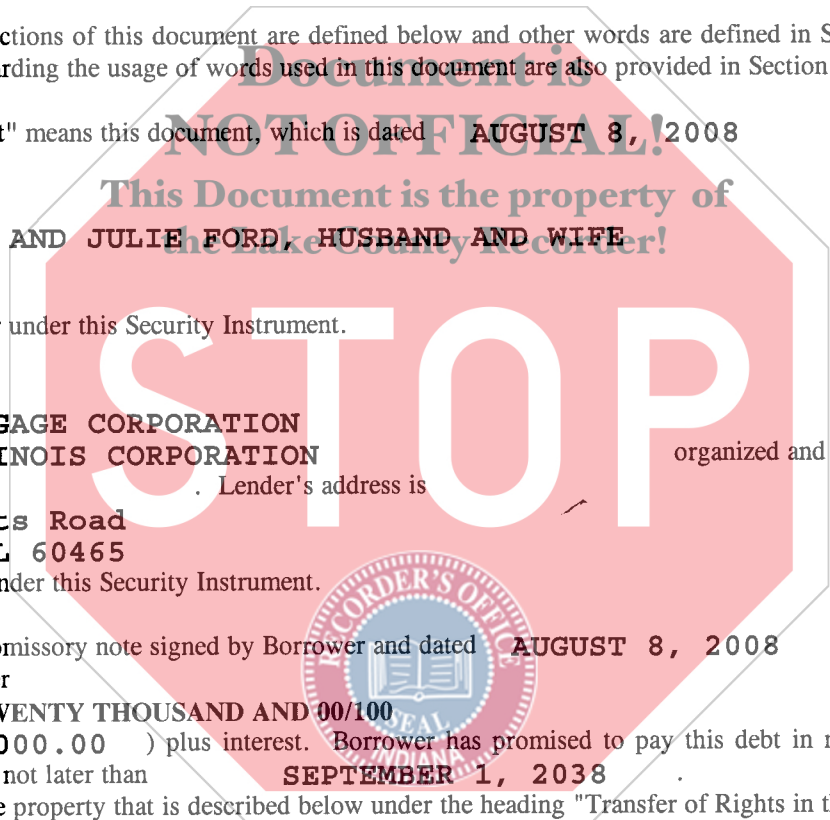 ctions of this document are defined below and other words are defined in S
rding the usage of words used in this document are also provided in Section
Document is
t" means this document, which is dated AUGUST 8, 2008
NOT OFFICIAL!
This Document is the property of
AND JULIE FORD, HUSBAND AND WIFE
the Lake County Recorder!
under this Security Instrument.
STOP
GAGE CORPORATION
INOIS CORPORATION organized and
. Lender's address is
ts Road
L 60465
nder this Security Instrument.
RECORDER'S OFFICE
omissory note signed by Borrower and dated AUGUST 8, 2008
r
WENTY THOUSAND AND 00/100
SEAL
000.00 ) plus interest. Borrower has promised to pay this debt in r
INDIANA
not later than SEPTEMBER 1, 2038 .
e property that is described below under the heading "Transfer of Rights in th